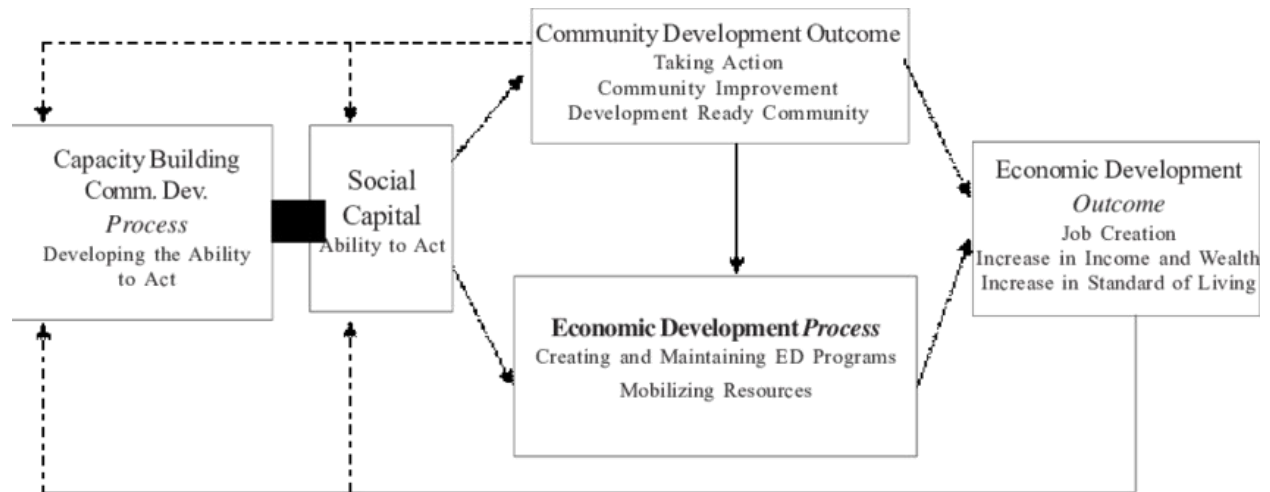 Community Development Outcome
Taking Action
Community Improvement
Development Ready Community
Capacity Building
Comm. Dev.
Process
Developing the Ability
to Act
Social
Capital
Ability to Act
Economic Development
Outcome
Job Creation
Increase in Income and Wealth
Increase in Standard of Living
Economic Development Process
Creating and Maintaining ED Programs
Mobilizing Resources